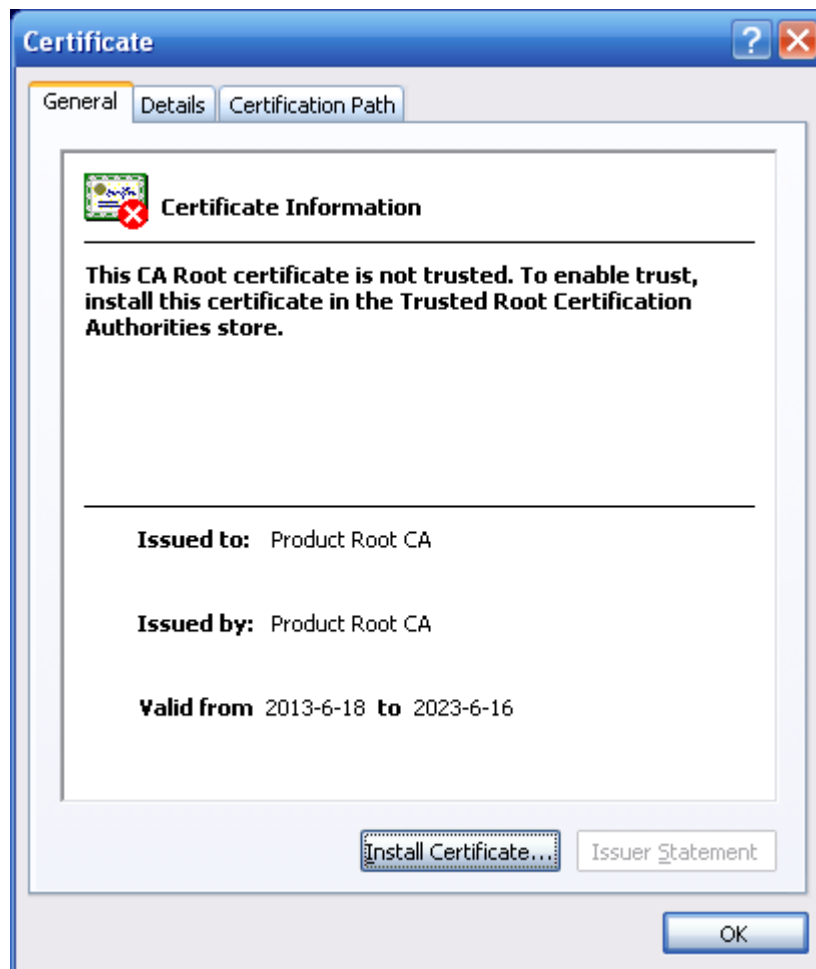 Certificate
General
Details
Certification Path
Certificate Information
This CA Root certificate is not trusted. To enable trust,
install this certificate in the Trusted Root Certification
Authorities store.
Issued to: Product Root CA
Issued by: Product Root CA
Valid from 2013-6-18 to 2023-6-16
Install Certificate...
Issuer Statement
OK